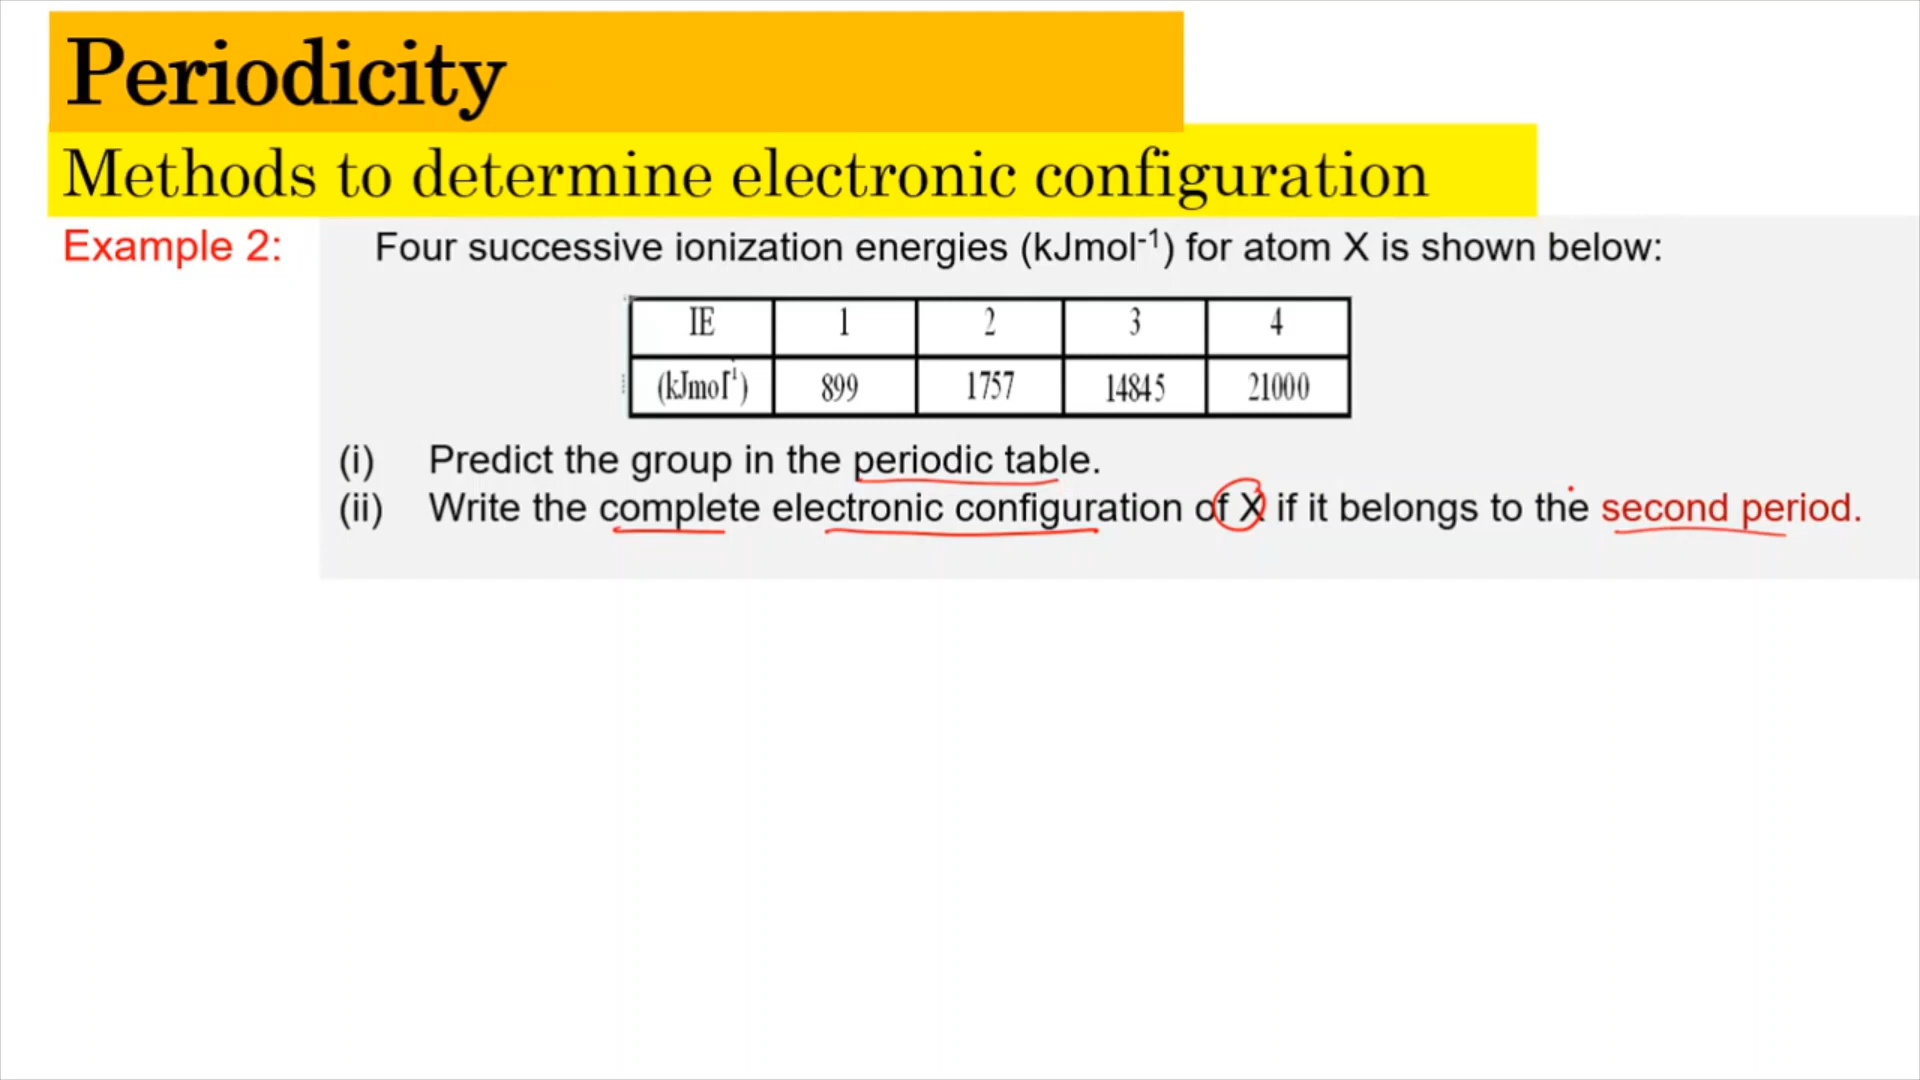 Periodicity
Methods to determine electronic configuration
Example 2: Four successive ionization energies (kJmol⁻¹) for atom X is shown below:
IE 1 2 3 4
(kJmol⁻¹) 899 1757 14845 21000
(i) Predict the group in the periodic table.
(ii) Write the complete electronic configuration of X if it belongs to the second period.